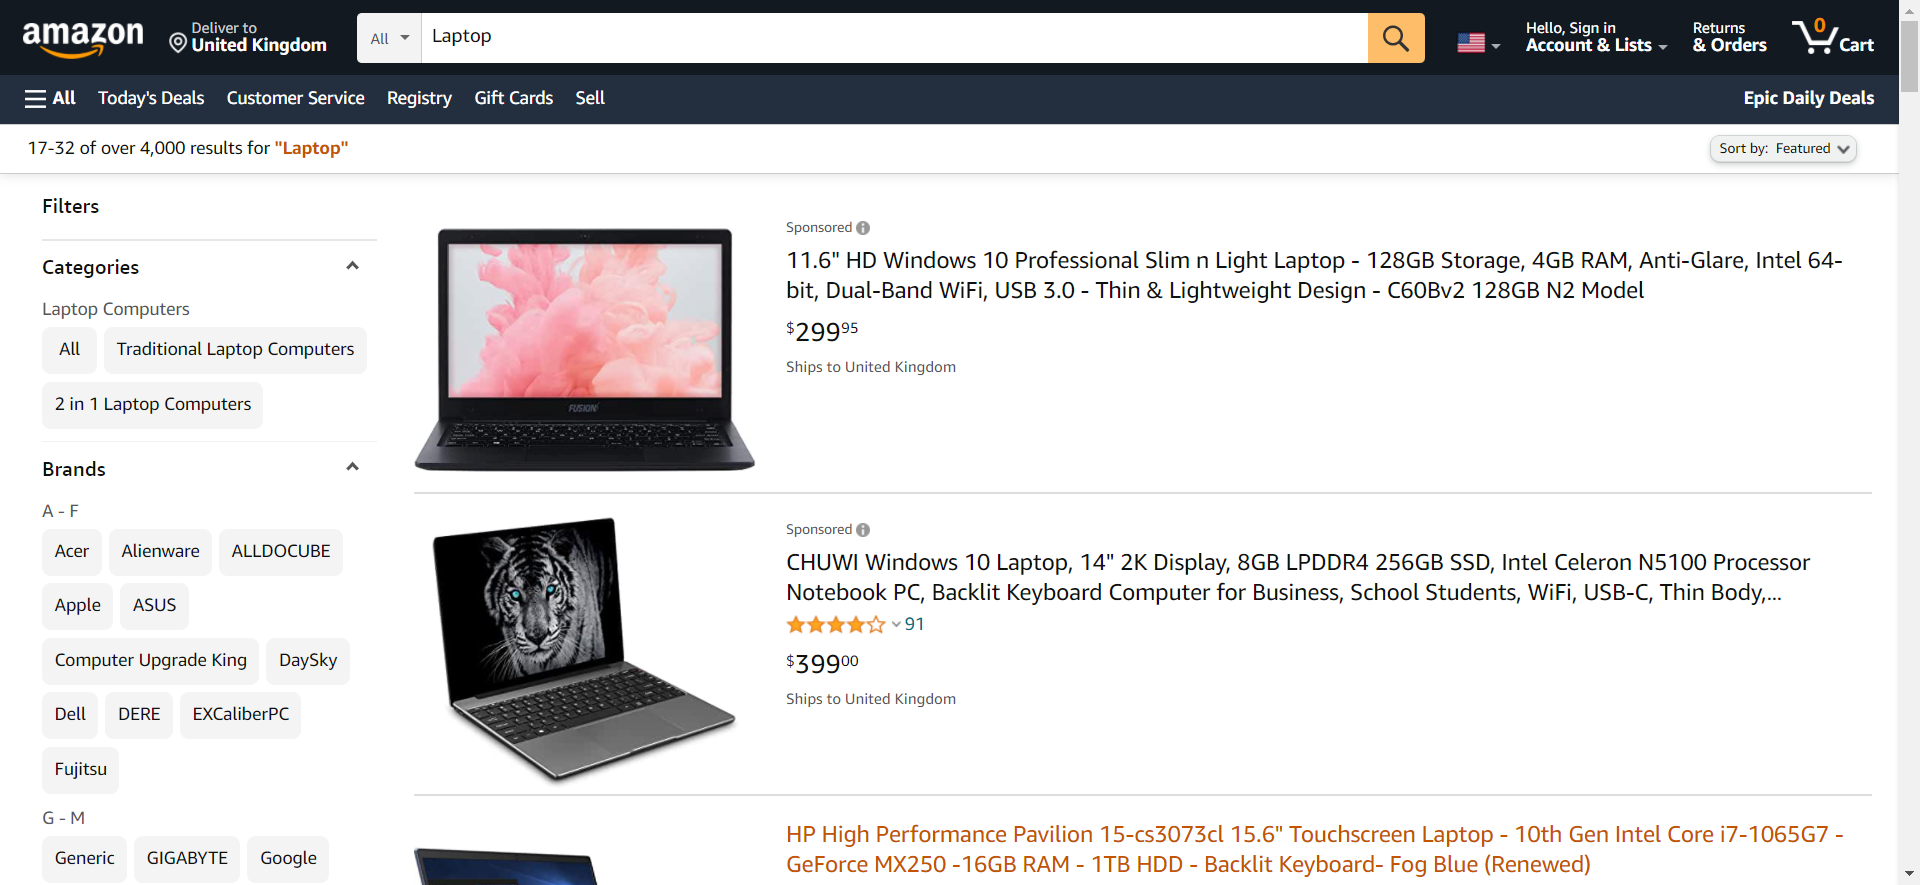 amazon
Deliver to
United Kingdom
All
Laptop
Hello, Sign in
Account & Lists
Returns
& Orders
0
Cart
All
Today's Deals
Customer Service
Registry
Gift Cards
Sell
Epic Daily Deals
17-32 of over 4,000 results for "Laptop"
Sort by: Featured
Filters
Categories
Laptop Computers
All
Traditional Laptop Computers
2 in 1 Laptop Computers
Brands
A - F
Acer
Alienware
ALLDOCUBE
Apple
ASUS
Computer Upgrade King
DaySky
Dell
DERE
EXCaliberPC
Fujitsu
G - M
Generic
GIGABYTE
Google
FUSION5
Sponsored
11.6" HD Windows 10 Professional Slim n Light Laptop - 128GB Storage, 4GB RAM, Anti-Glare, Intel 64-
bit, Dual-Band WiFi, USB 3.0 - Thin & Lightweight Design - C60Bv2 128GB N2 Model
$29995
Ships to United Kingdom
Sponsored
CHUWI Windows 10 Laptop, 14" 2K Display, 8GB LPDDR4 256GB SSD, Intel Celeron N5100 Processor
Notebook PC, Backlit Keyboard Computer for Business, School Students, WiFi, USB-C, Thin Body,...
91
$39900
Ships to United Kingdom
HP High Performance Pavilion 15-cs3073cl 15.6" Touchscreen Laptop - 10th Gen Intel Core i7-1065G7 -
GeForce MX250 -16GB RAM - 1TB HDD - Backlit Keyboard- Fog Blue (Renewed)